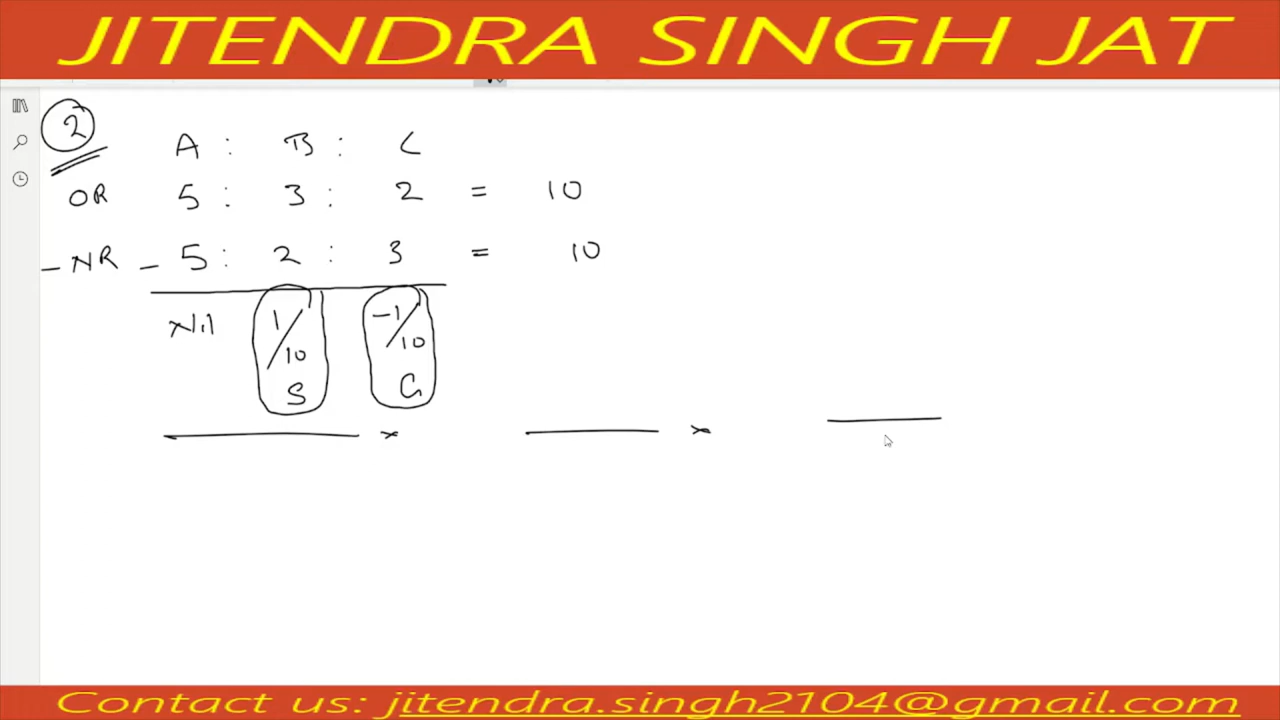 JITENDRA SINGH JAT
2
A : B : C
OR 5 : 3 : 2 = 10
- NR - 5 : 2 : 3 = 10
Nil 1/10 -1/10
S G
× ×
Contact us: jitendra.singh2104@gmail.com